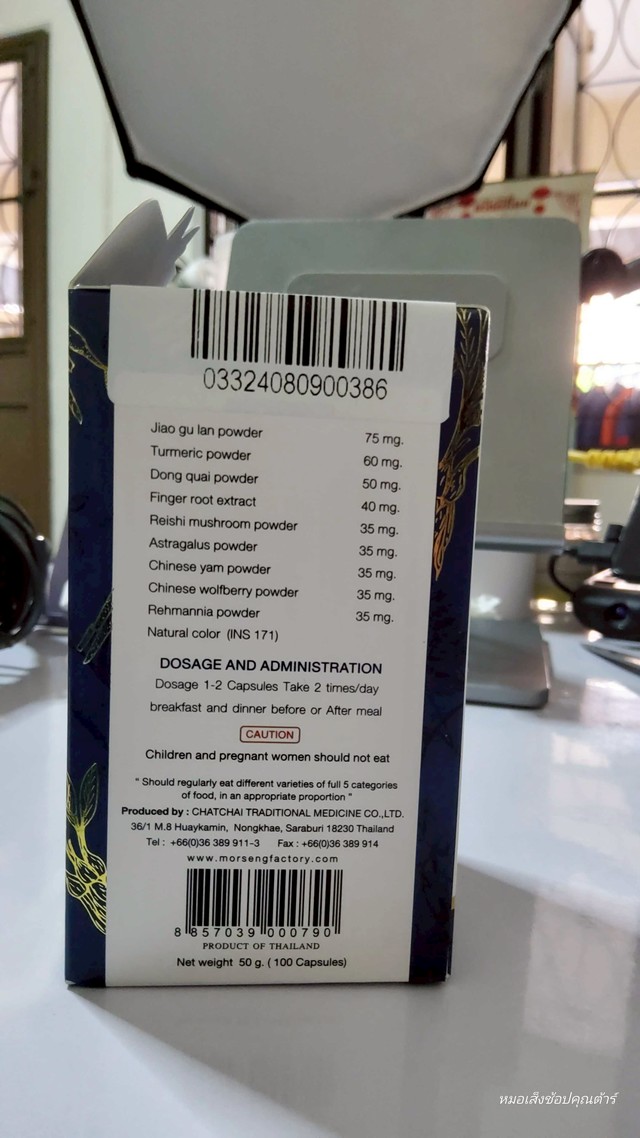 03324080900386
Jiao gu lan powder 75 mg.
Turmeric powder 60 mg.
Dong quai powder 50 mg.
Finger root extract 40 mg.
Reishi mushroom powder 35 mg.
Astragalus powder 35 mg.
Chinese yam powder 35 mg.
Chinese wolfberry powder 35 mg.
Rehmannia powder 35 mg.
Natural color (INS 171)
DOSAGE AND ADMINISTRATION
Dosage 1-2 Capsules Take 2 times/day
breakfast and dinner before or After meal
CAUTION
Children and pregnant women should not eat
" Should regularly eat different varieties of full 5 categories
of food, in an appropriate proportion "
Produced by : CHATCHAI TRADITIONAL MEDICINE CO.,LTD.
36/1 M.8 Huaykamin, Nongkhae, Saraburi 18230 Thailand
Tel : +66(0)36 389 911-3 Fax : +66(0)36 389 914
www.morsengfactory.com
8 857039 000790
PRODUCT OF THAILAND
Net weight 50 g. ( 100 Capsules)
หมอเส็งช้อปคุณต้าร์